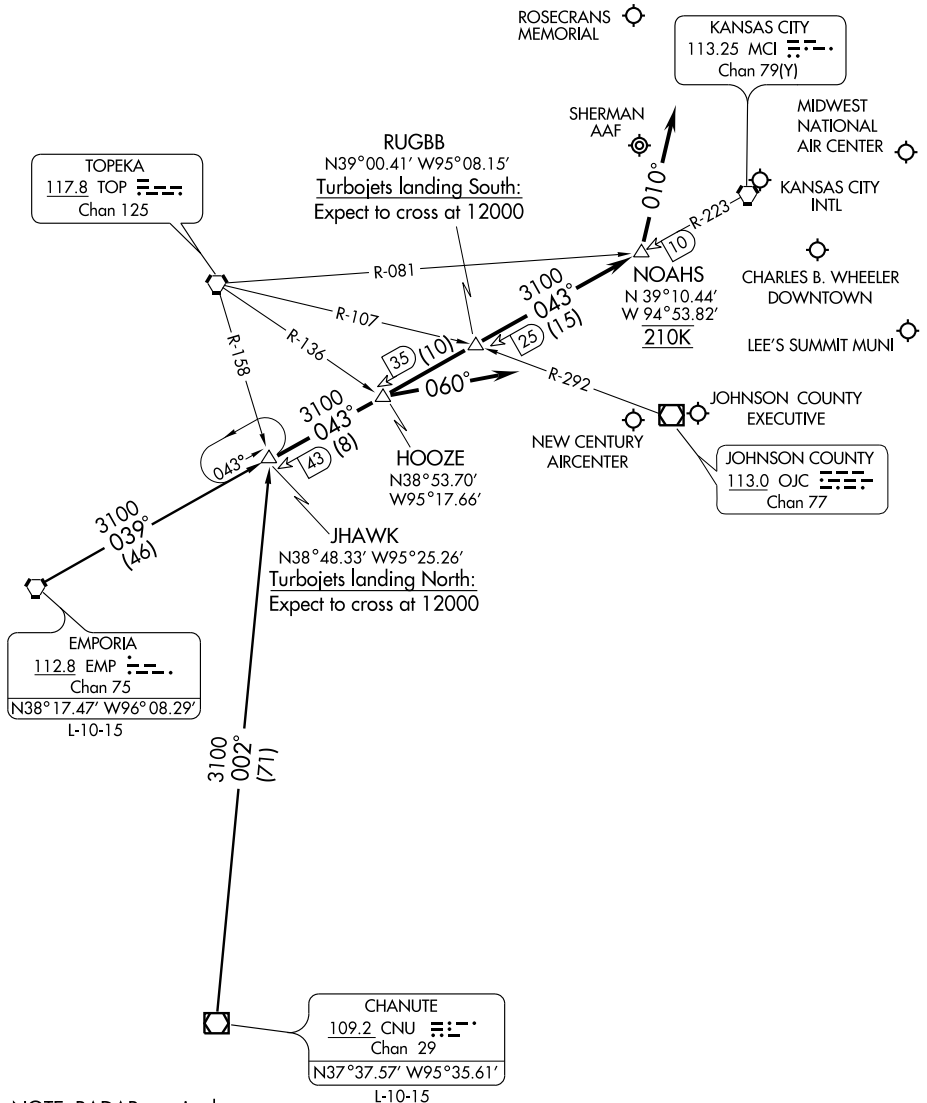 ROSECRANS
MEMORIAL
KANSAS CITY
113.25 MCI
Chan 79(Y)
SHERMAN
AAF
MIDWEST
NATIONAL
AIR CENTER
RUGBB
N39°00.41' W95°08.15'
Turbojets landing South:
Expect to cross at 12000
TOPEKA
117.8 TOP
Chan 125
010°
R-223
10
KANSAS CITY
INTL
R-081
NOAHS
N 39°10.44'
W 94°53.82'
210K
CHARLES B. WHEELER
DOWNTOWN
3100
043°
(15)
25
R-107
R-136
R-158
35
(10)
060°
R-292
LEE'S SUMMIT MUNI
JOHNSON COUNTY
EXECUTIVE
NEW CENTURY
AIRCENTER
JOHNSON COUNTY
113.0 OJC
Chan 77
3100
043°
(8)
43
HOOZE
N38°53.70'
W95°17.66'
043°
JHAWK
N38°48.33' W95°25.26'
Turbojets landing North:
Expect to cross at 12000
3100
039°
(46)
EMPORIA
112.8 EMP
Chan 75
N38°17.47' W96°08.29'
L-10-15
3100
002°
(71)
CHANUTE
109.2 CNU
Chan 29
N37°37.57' W95°35.61'
L-10-15